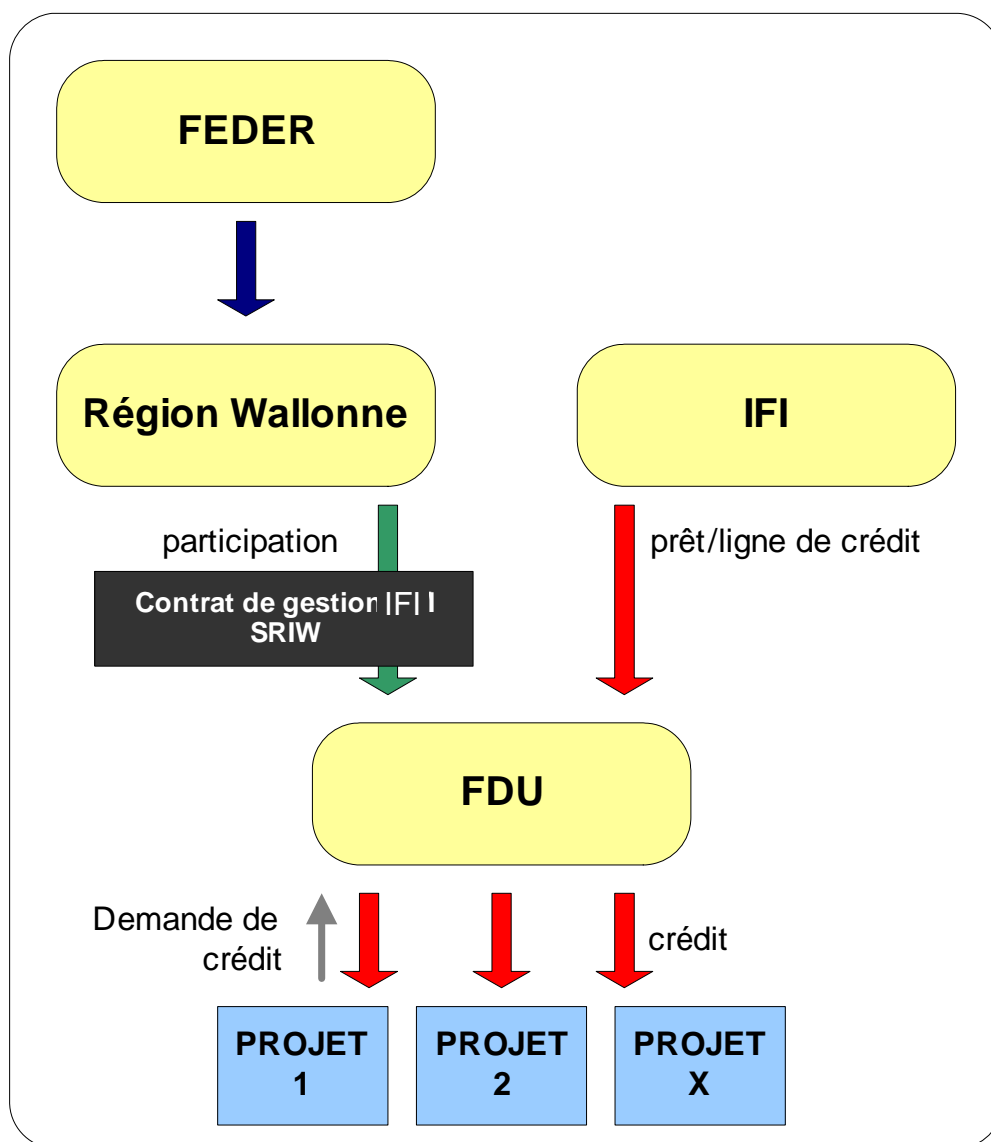 FEDER
Région Wallonne
IFI
participation
prêt/ligne de crédit
Contrat de gestion IFI I
SRIW
FDU
Demande de
crédit
crédit
PROJET
1
PROJET
2
PROJET
X